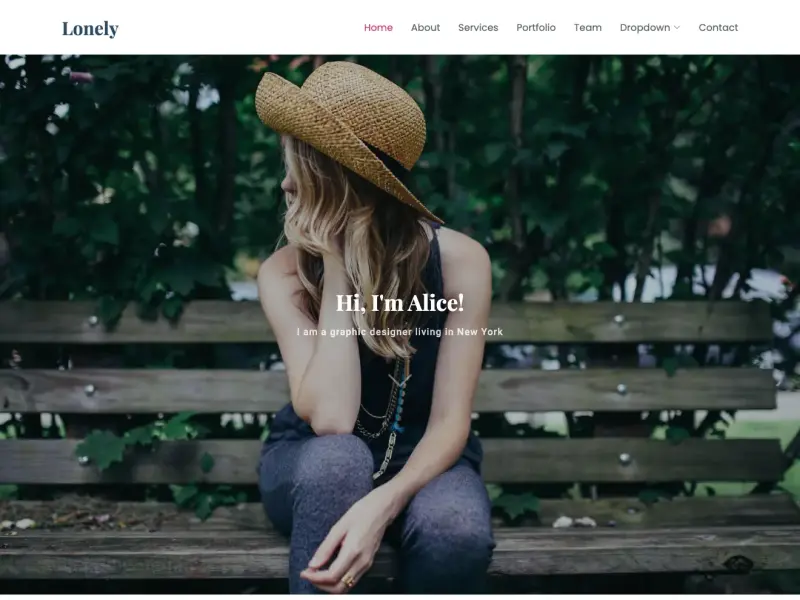 Lonely
Home About Services Portfolio Team Dropdown Contact
Hi, I'm Alice!
I am a graphic designer living in New York